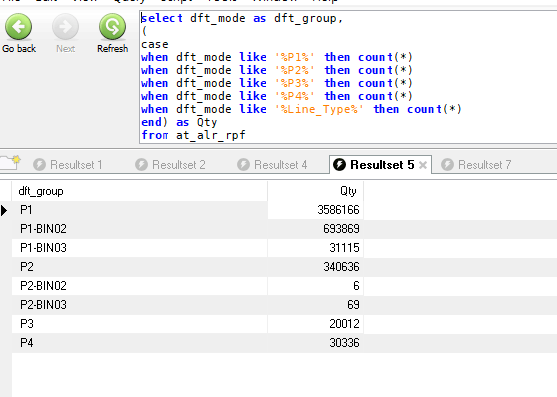 Go back
Next
Refresh
select dft_mode as dft_group,
(
case
when dft_mode like '%P1%' then count(*)
when dft_mode like '%P2%' then count(*)
when dft_mode like '%P3%' then count(*)
when dft_mode like '%P4%' then count(*)
when dft_mode like '%Line_Type%' then count(*)
end) as Qty
from at_alr_rpf
Resultset 1
Resultset 2
Resultset 4
Resultset 5
Resultset 7
dft_group Qty
P1 3586166
P1-BIN02 693869
P1-BIN03 31115
P2 340636
P2-BIN02 6
P2-BIN03 69
P3 20012
P4 30336